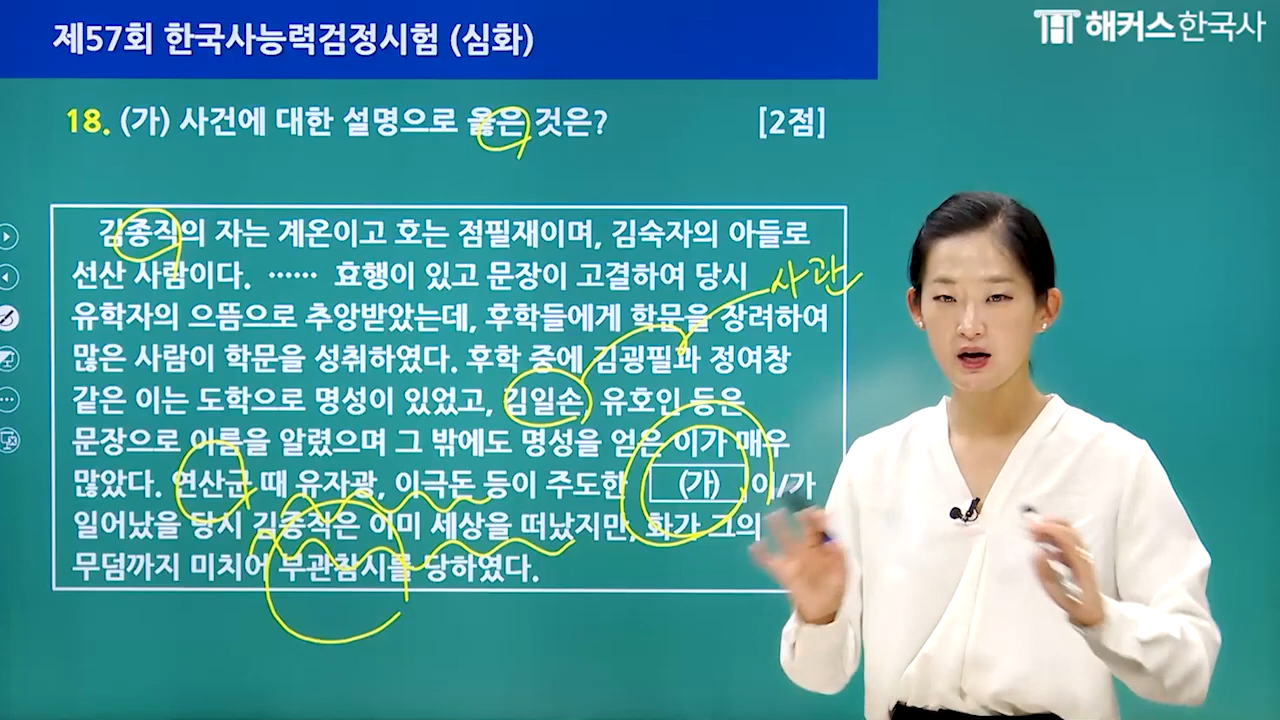 제57회 한국사능력검정시험 (심화)
해커스한국사
18. (가) 사건에 대한 설명으로 옳은 것은? [2점]
김종직의 자는 계온이고 호는 점필재이며, 김숙자의 아들로
선산 사람이다. ······ 효행이 있고 문장이 고결하여 당시
사관
유학자의 으뜸으로 추앙받았는데, 후학들에게 학문을 장려하여
많은 사람이 학문을 성취하였다. 후학 중에 김굉필과 정여창
같은 이는 도학으로 명성이 있었고, 김일손, 유호인 등은
문장으로 이름을 알렸으며 그 밖에도 명성을 얻은 이가 매우
많았다. 연산군 때 유자광, 이극돈 등이 주도한 (가) 이/가
일어났을 당시 김종직은 이미 세상을 떠났지만, 화가 그의
무덤까지 미치어 부관참시를 당하였다.